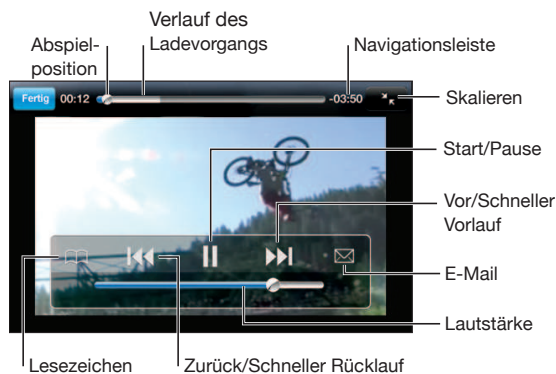 Verlauf des
Ladevorgangs
Abspiel-
position
Navigationsleiste
Fertig 00:12 -03:50
Skalieren
Start/Pause
Vor/Schneller
Vorlauf
E-Mail
Lautstärke
Lesezeichen
Zurück/Schneller Rücklauf